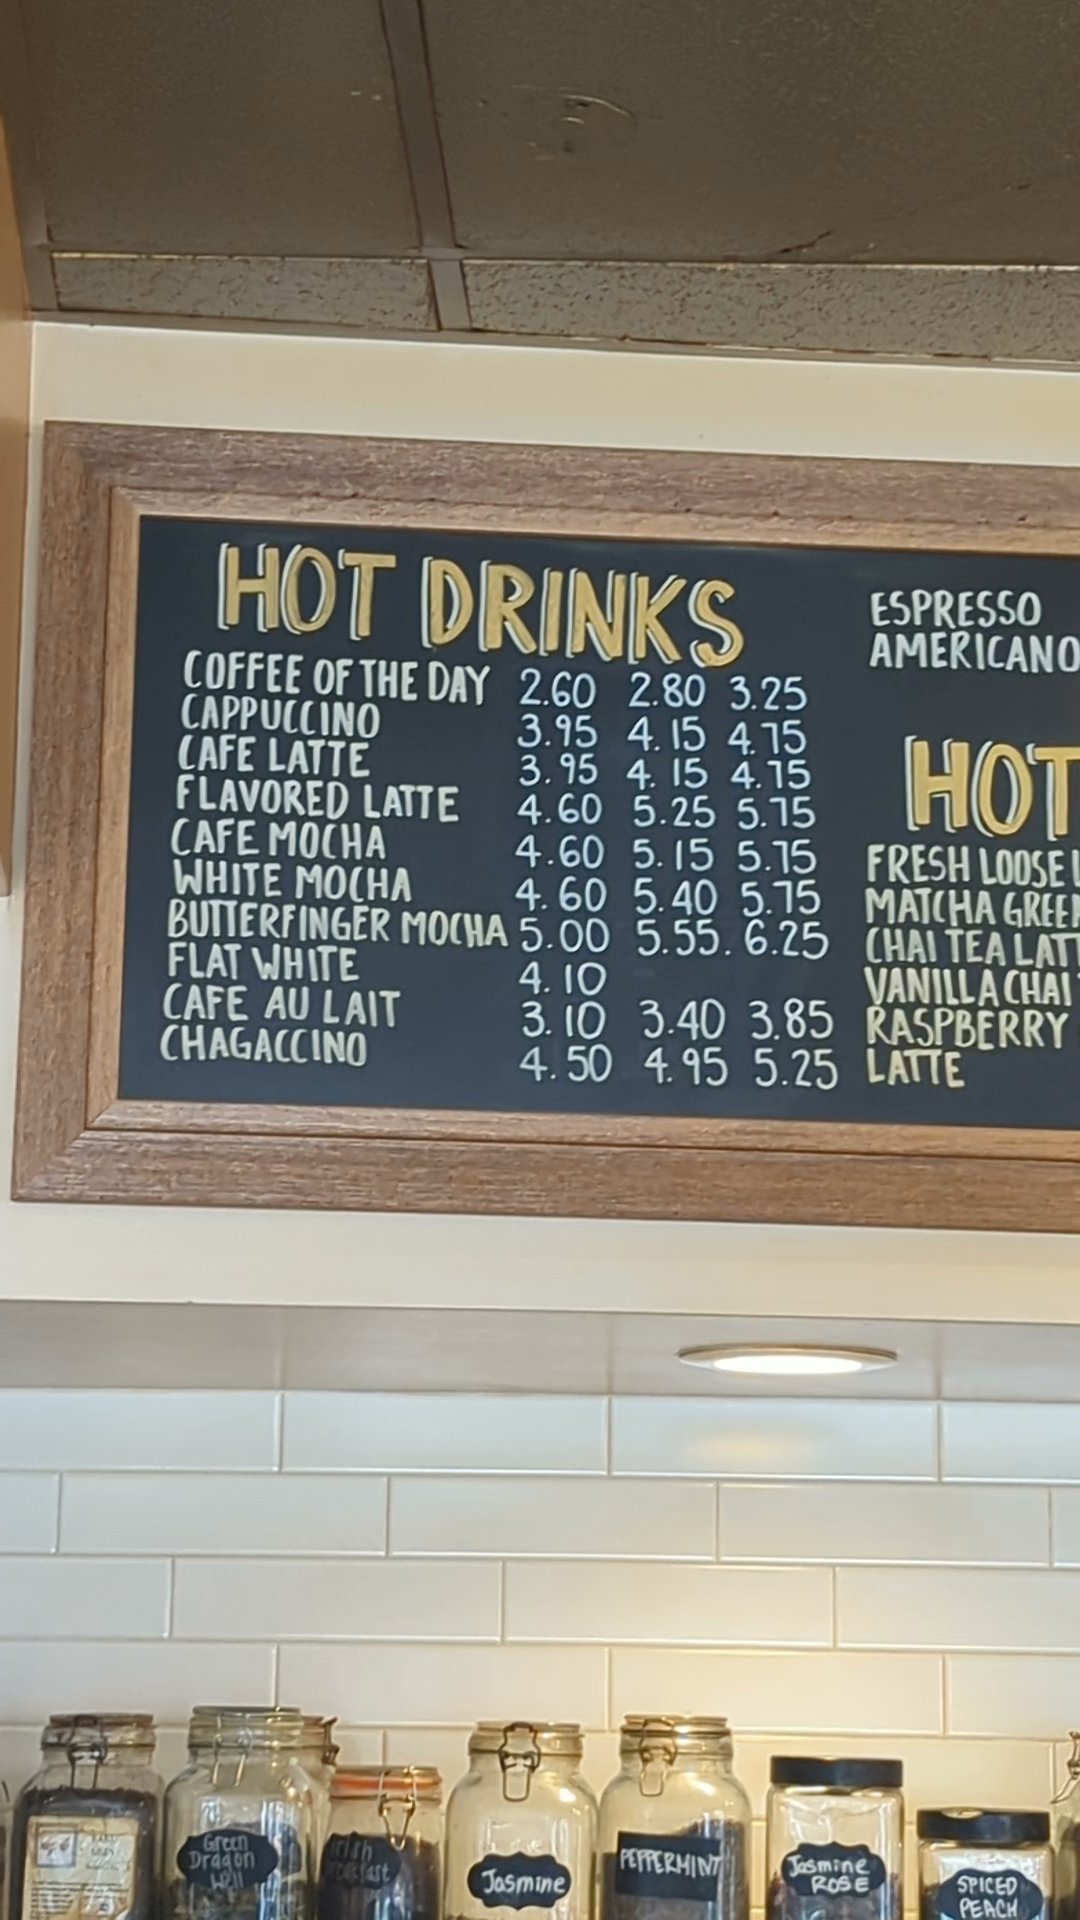 HOT DRINKS
COFFEE OF THE DAY 2.60 2.80 3.25
CAPPUCCINO 3.95 4.15 4.75
CAFE LATTE 3.95 4.15 4.75
FLAVORED LATTE 4.60 5.25 5.75
CAFE MOCHA 4.60 5.15 5.75
WHITE MOCHA 4.60 5.40 5.75
BUTTERFINGER MOCHA 5.00 5.55. 6.25
FLAT WHITE 4.10
CAFE AU LAIT 3.10 3.40 3.85
CHAGACCINO 4.50 4.95 5.25
ESPRESSO
AMERICANO
HOT
FRESH LOOSE
MATCHA GREEN
CHAI TEA LATT
VANILLA CHAI
RASPBERRY
LATTE
Green
Dragon
Well
Irish
Breakfast
Jasmine
PEPPERMINT
Jasmine
ROSE
SPICED
PEACH